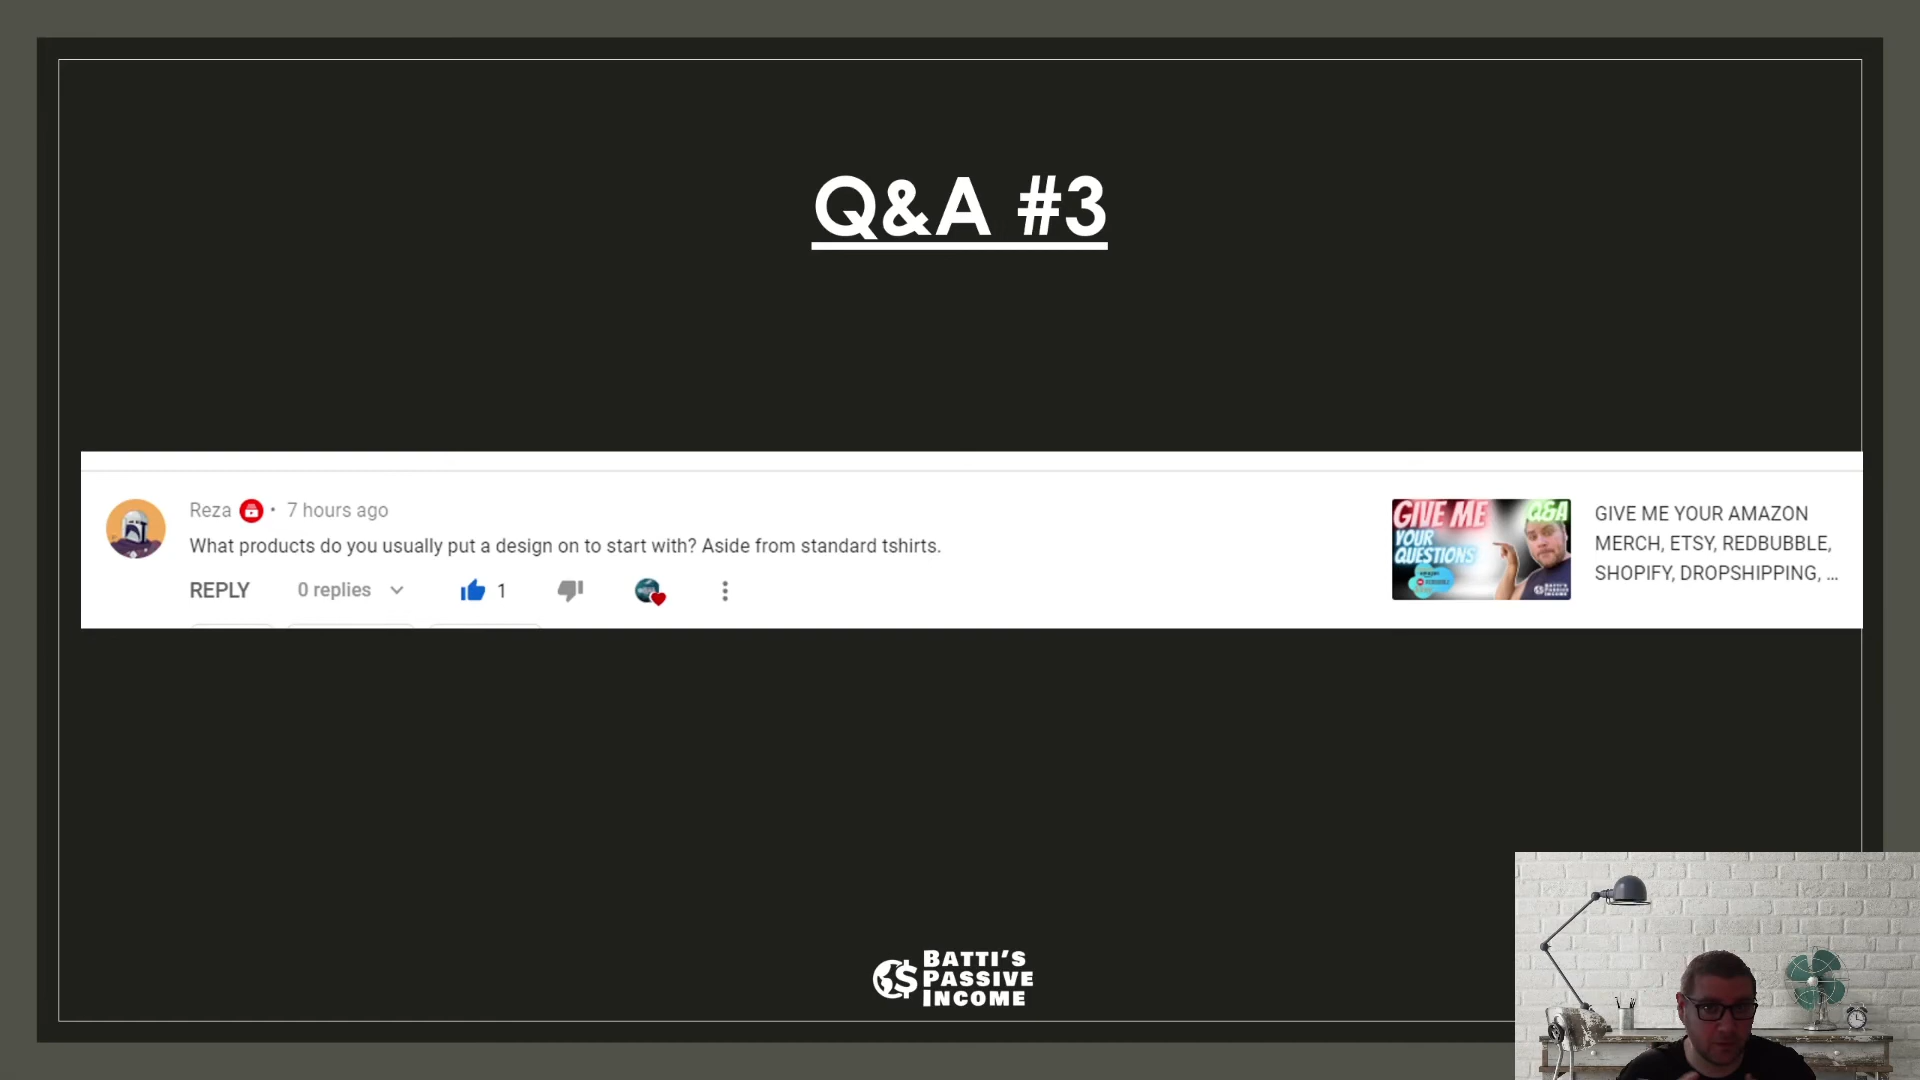 Q&A #3
Reza • 7 hours ago
What products do you usually put a design on to start with? Aside from standard tshirts.
REPLY 0 replies 1
GIVE ME
YOUR
QUESTIONS
Q&A
GIVE ME YOUR AMAZON
MERCH, ETSY, REDBUBBLE,
SHOPIFY, DROPSHIPPING, ...
BATTI'S
PASSIVE
INCOME